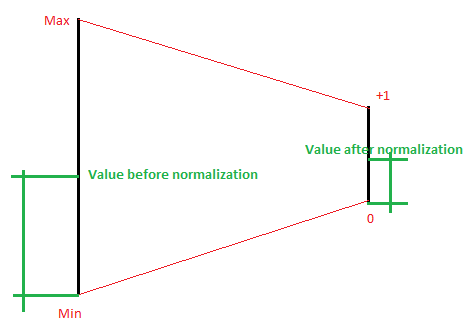 Max
+1
Value after normalization
Value before normalization
0
Min